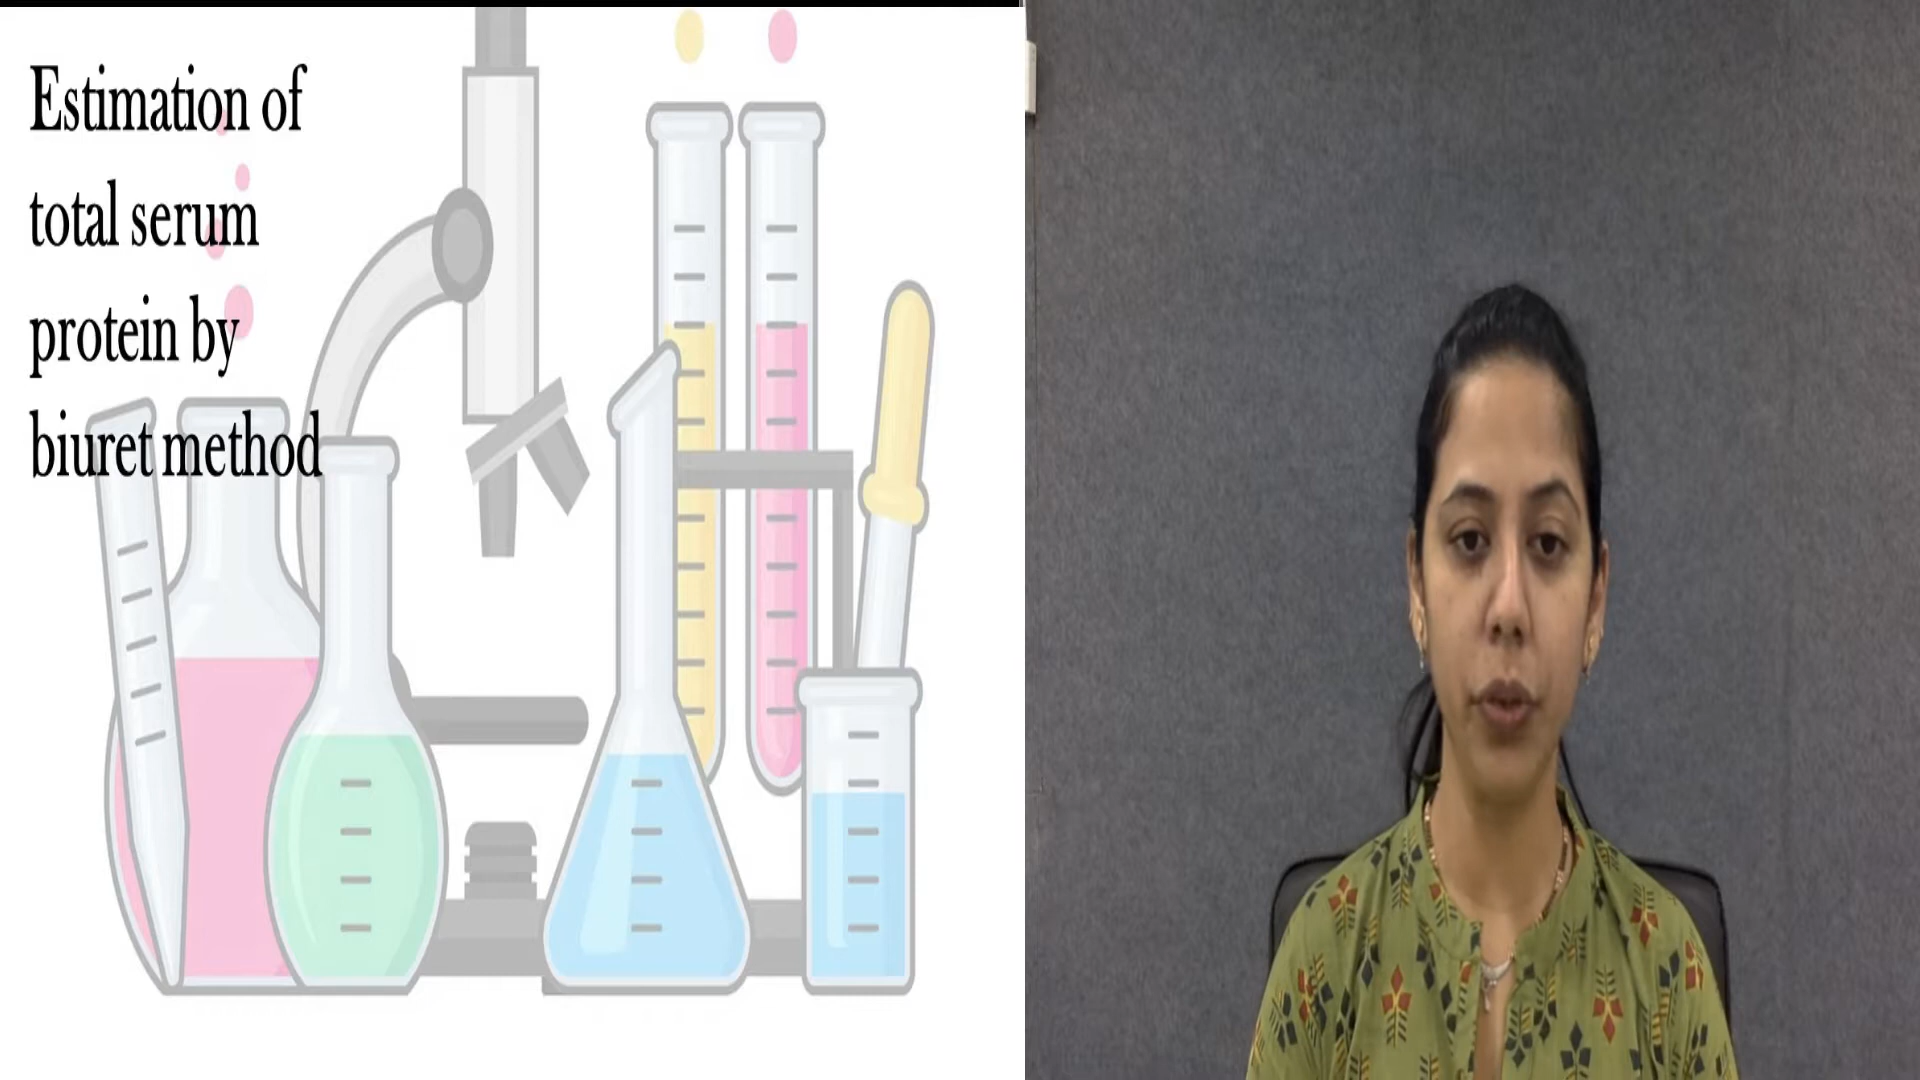 Estimation of
total serum
protein by
biuret method